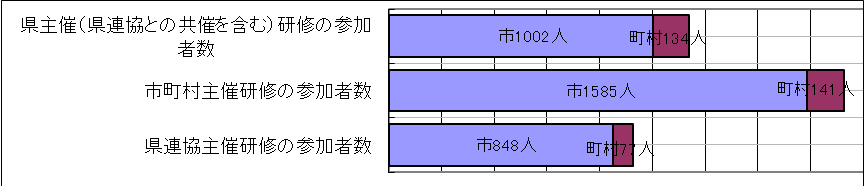 県主催（県連協との共催を含む）研修の参加
者数
市1002人
町村134人
市町村主催研修の参加者数
市1585人
町村141人
県連協主催研修の参加者数
市848人
町村77人